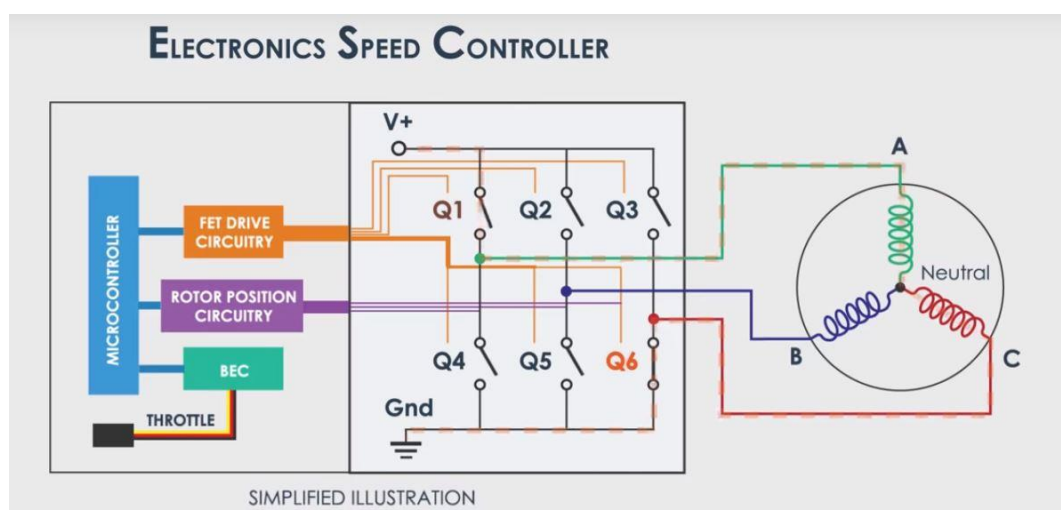 ELECTRONICS SPEED CONTROLLER
V+
A
MICROCONTROLLER
FET DRIVE
CIRCUITRY
Q1 Q2 Q3
Neutral
ROTOR POSITION
CIRCUITRY
B
C
Q4 Q5 Q6
BEC
Gnd
THROTTLE
SIMPLIFIED ILLUSTRATION